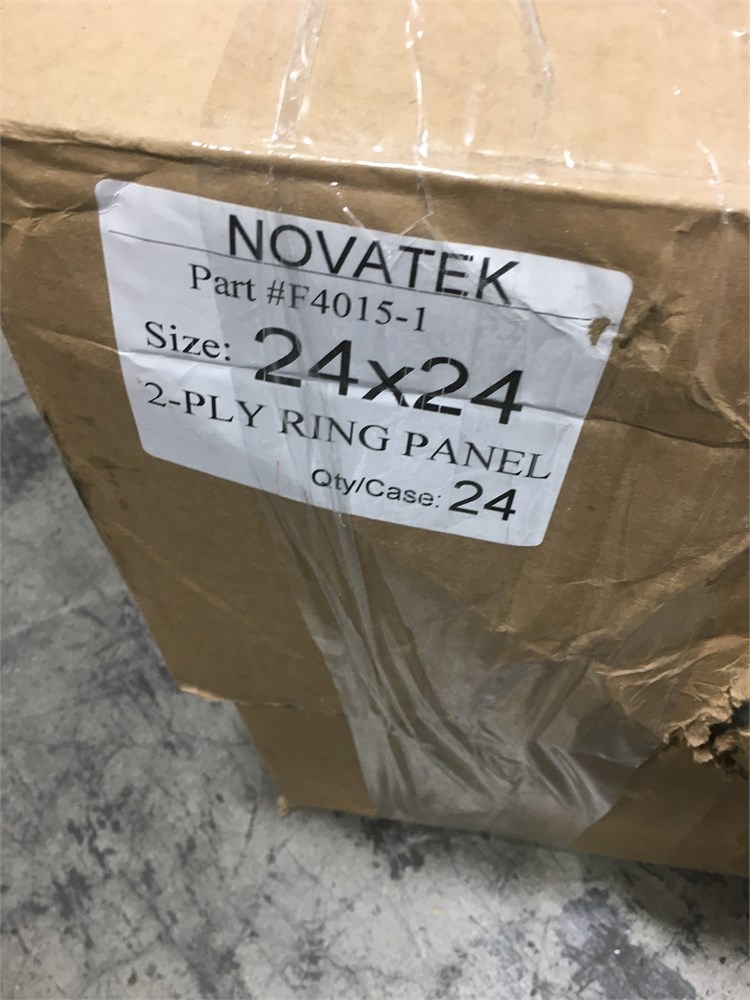 NOVATEK
Part #F4015-1
Size: 24x24
2-PLY RING PANEL
Qty/Case: 24